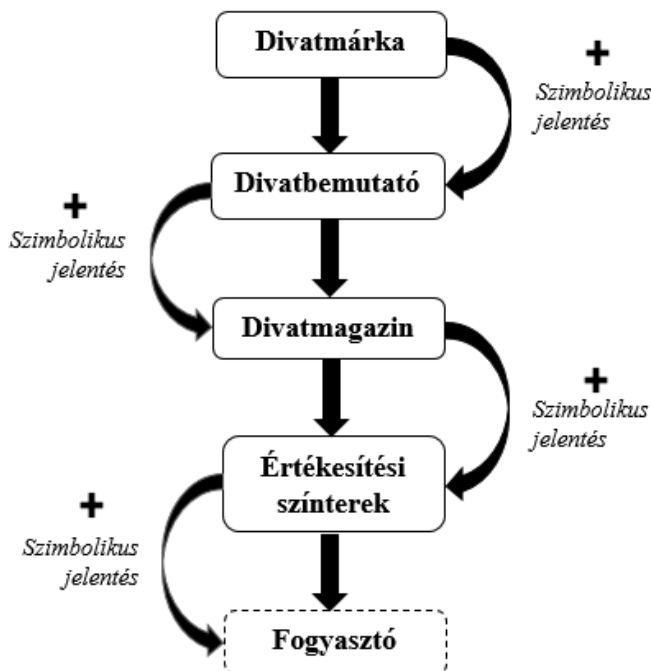 Divatmárka
+
Szimbolikus
jelentés
Divatbemutató
+
Szimbolikus
jelentés
Divatmagazin
+
Szimbolikus
jelentés
Értékesítési
színterek
+
Szimbolikus
jelentés
Fogyasztó